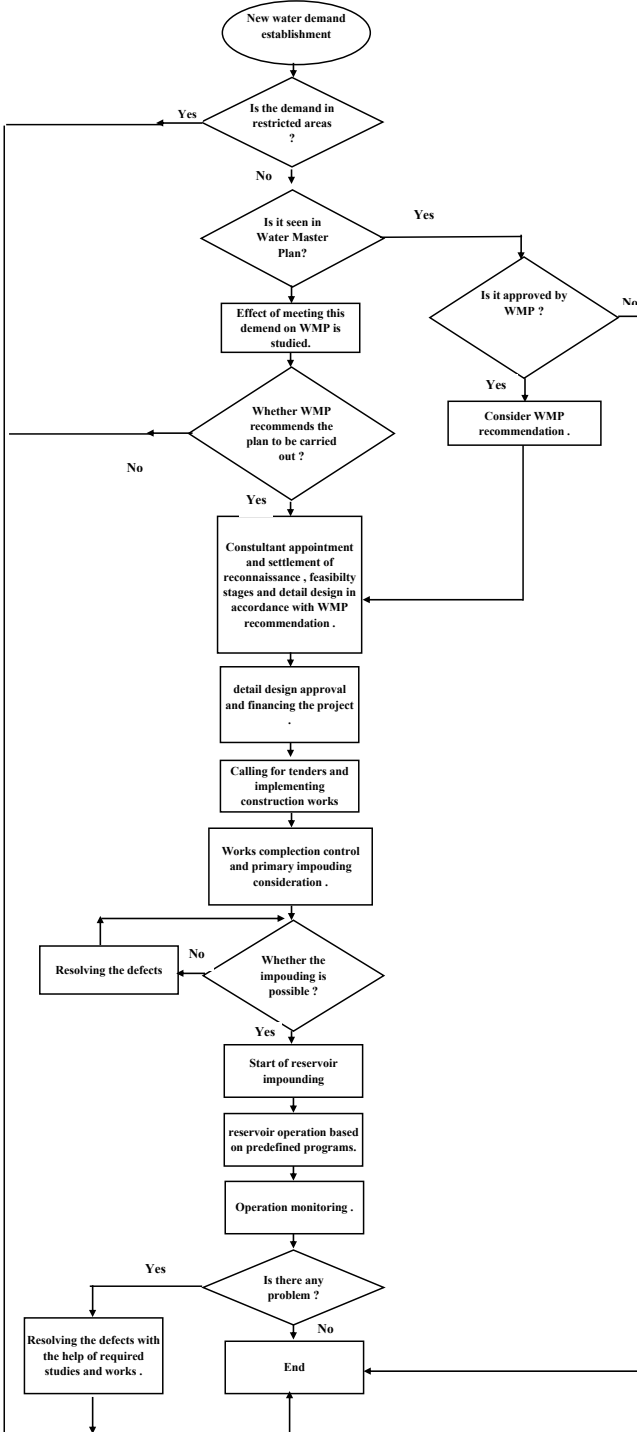 New water demand
establishment
Yes
Is the demand in
restricted areas
?
No
Is it seen in
Water Master
Plan?
Yes
Is it approved by
WMP ?
No
Effect of meeting this
demend on WMP is
studied.
Yes
Consider WMP
recommendation .
Whether WMP
recommends the
plan to be carried
out ?
No
Yes
Constultant appointment
and settlement of
reconnaissance , feasibilty
stages and detail design in
accordance with WMP
recommendation .
detail design approval
and financing the project
.
Calling for tenders and
implementing
construction works
Works complection control
and primary impouding
consideration .
No
Resolving the defects
Whether the
impouding is
possible ?
Yes
Start of reservoir
impounding
reservoir operation based
on predefined programs.
Operation monitoring .
Yes
Is there any
problem ?
No
Resolving the defects with
the help of required
studies and works .
End